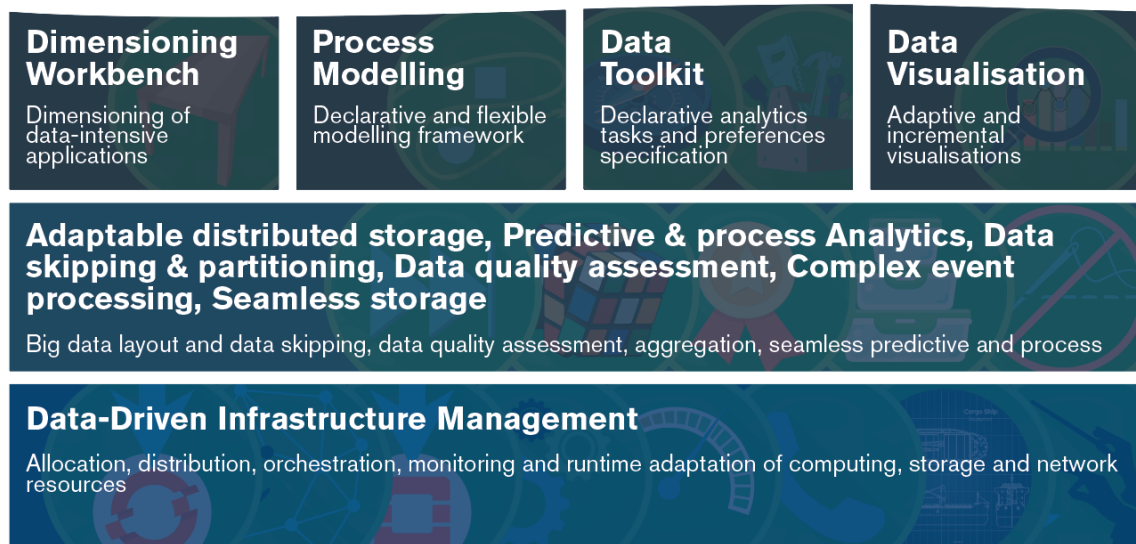 Dimensioning
Workbench
Dimensioning of
data-intensive
applications
Process
Modelling
Declarative and flexible
modelling framework
Data
Toolkit
Declarative analytics
tasks and preferences
specification
Data
Visualisation
Adaptive and
incremental
visualisations
Adaptable distributed storage, Predictive & process Analytics, Data
skipping & partitioning, Data quality assessment, Complex event
processing, Seamless storage
Big data layout and data skipping, data quality assessment, aggregation, seamless predictive and process
Data-Driven Infrastructure Management
Cargo Ship
Allocation, distribution, orchestration, monitoring and runtime adaptation of computing, storage and network
resources